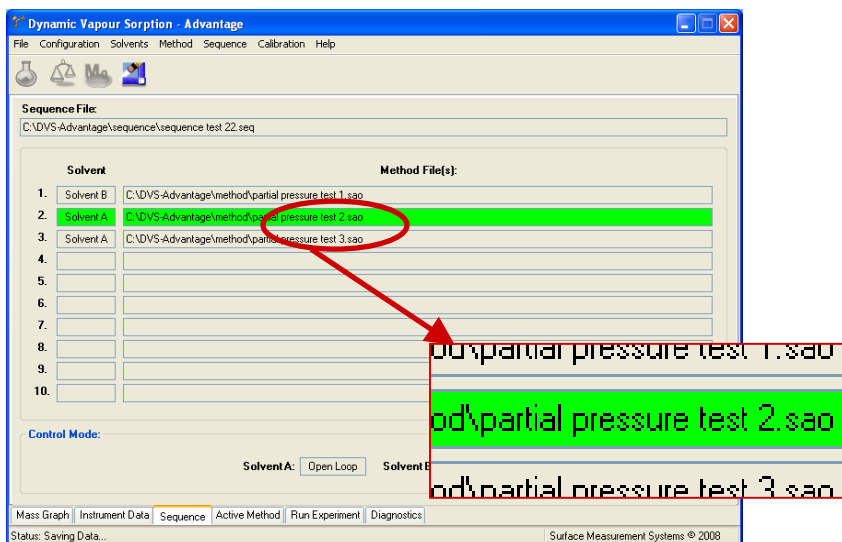 Dynamic Vapour Sorption - Advantage
File Configuration Solvents Method Sequence Calibration Help
Mg
Sequence File:
C:\DVS-Advantage\sequence\sequence test 22.seq
Solvent Method File(s):
1. Solvent B C:\DVS-Advantage\method\partial pressure test 1.sao
2. Solvent A C:\DVS-Advantage\method\partial pressure test 2.sao
3. Solvent A C:\DVS-Advantage\method\partial pressure test 3.sao
4.
5.
6.
7.
8.
9.
10.
od\partial pressure test 1.sao
od\partial pressure test 2.sao
od\partial pressure test 3.sao
Control Mode:
Solvent A: Open Loop Solvent B
Mass Graph Instrument Data Sequence Active Method Run Experiment Diagnostics
Status: Saving Data... Surface Measurement Systems © 2008